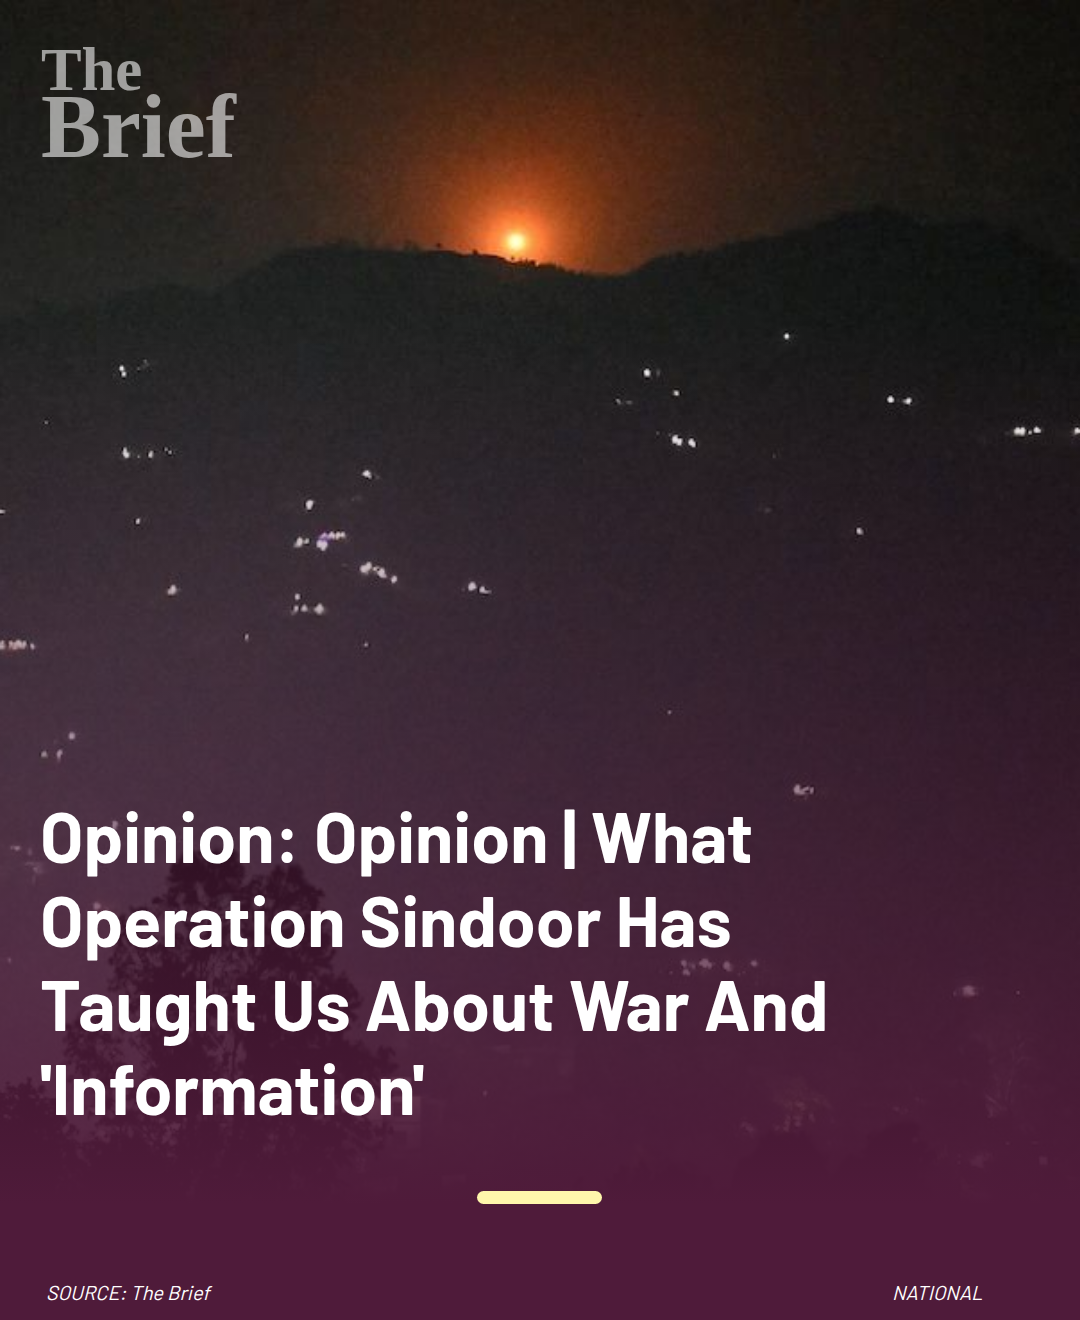 The
Brief
Opinion: Opinion | What
Operation Sindoor Has
Taught Us About War And
'Information'
SOURCE: The Brief
NATIONAL